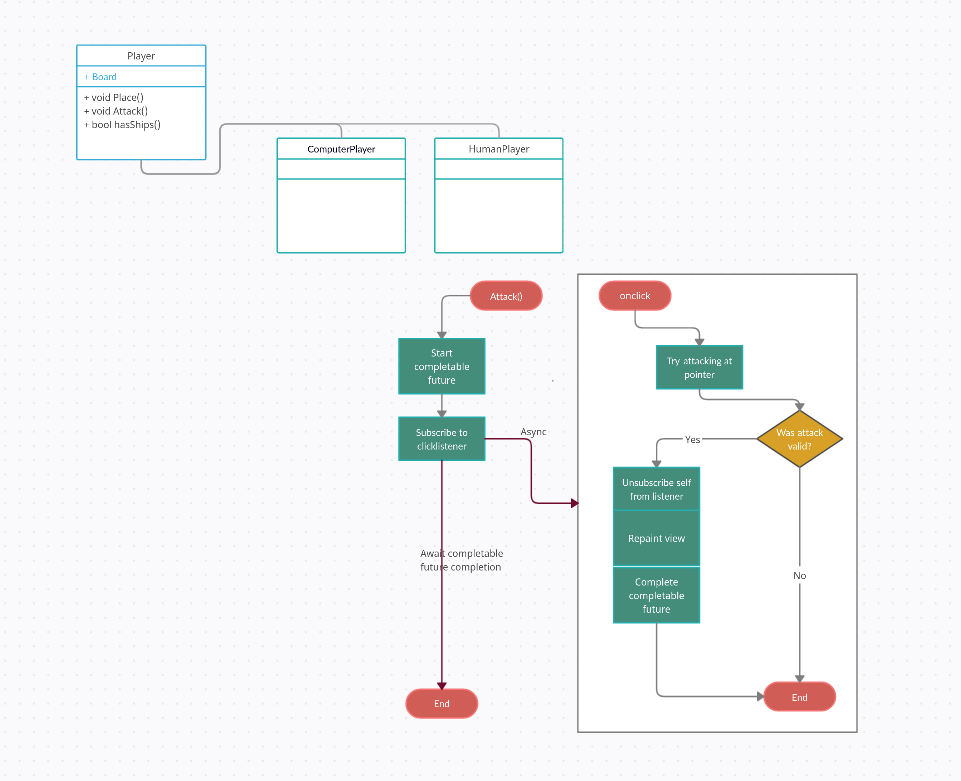 Player
+ Board
+ void Place()
+ void Attack()
+ bool hasShips()
ComputerPlayer
HumanPlayer
Attack()
Start
completable
future
Subscribe to
clicklistener
Async
Await completable
future completion
End
onclick
Try attacking at
pointer
Was attack
valid?
Yes
Unsubscribe self
from listener
Repaint view
Complete
completable
future
No
End